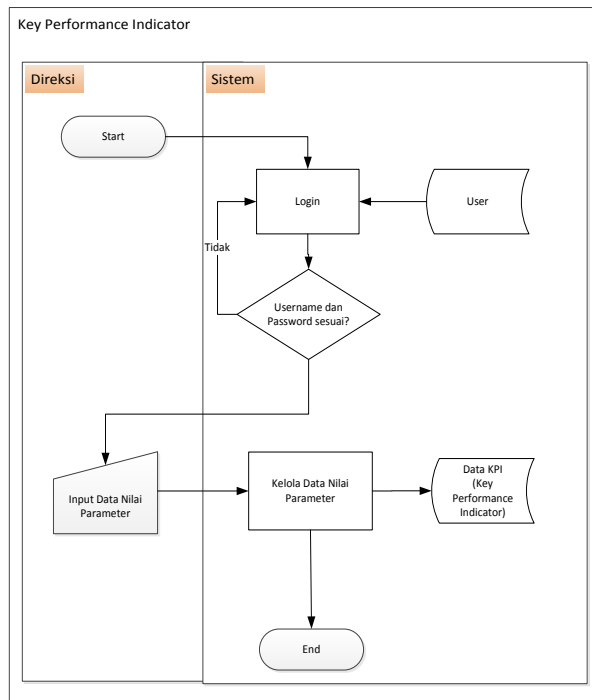 Key Performance Indicator
Direksi
Sistem
Start
Login
User
Tidak
Username dan
Password sesuai?
Input Data Nilai
Parameter
Kelola Data Nilai
Parameter
Data KPI
(Key
Performance
Indicator)
End